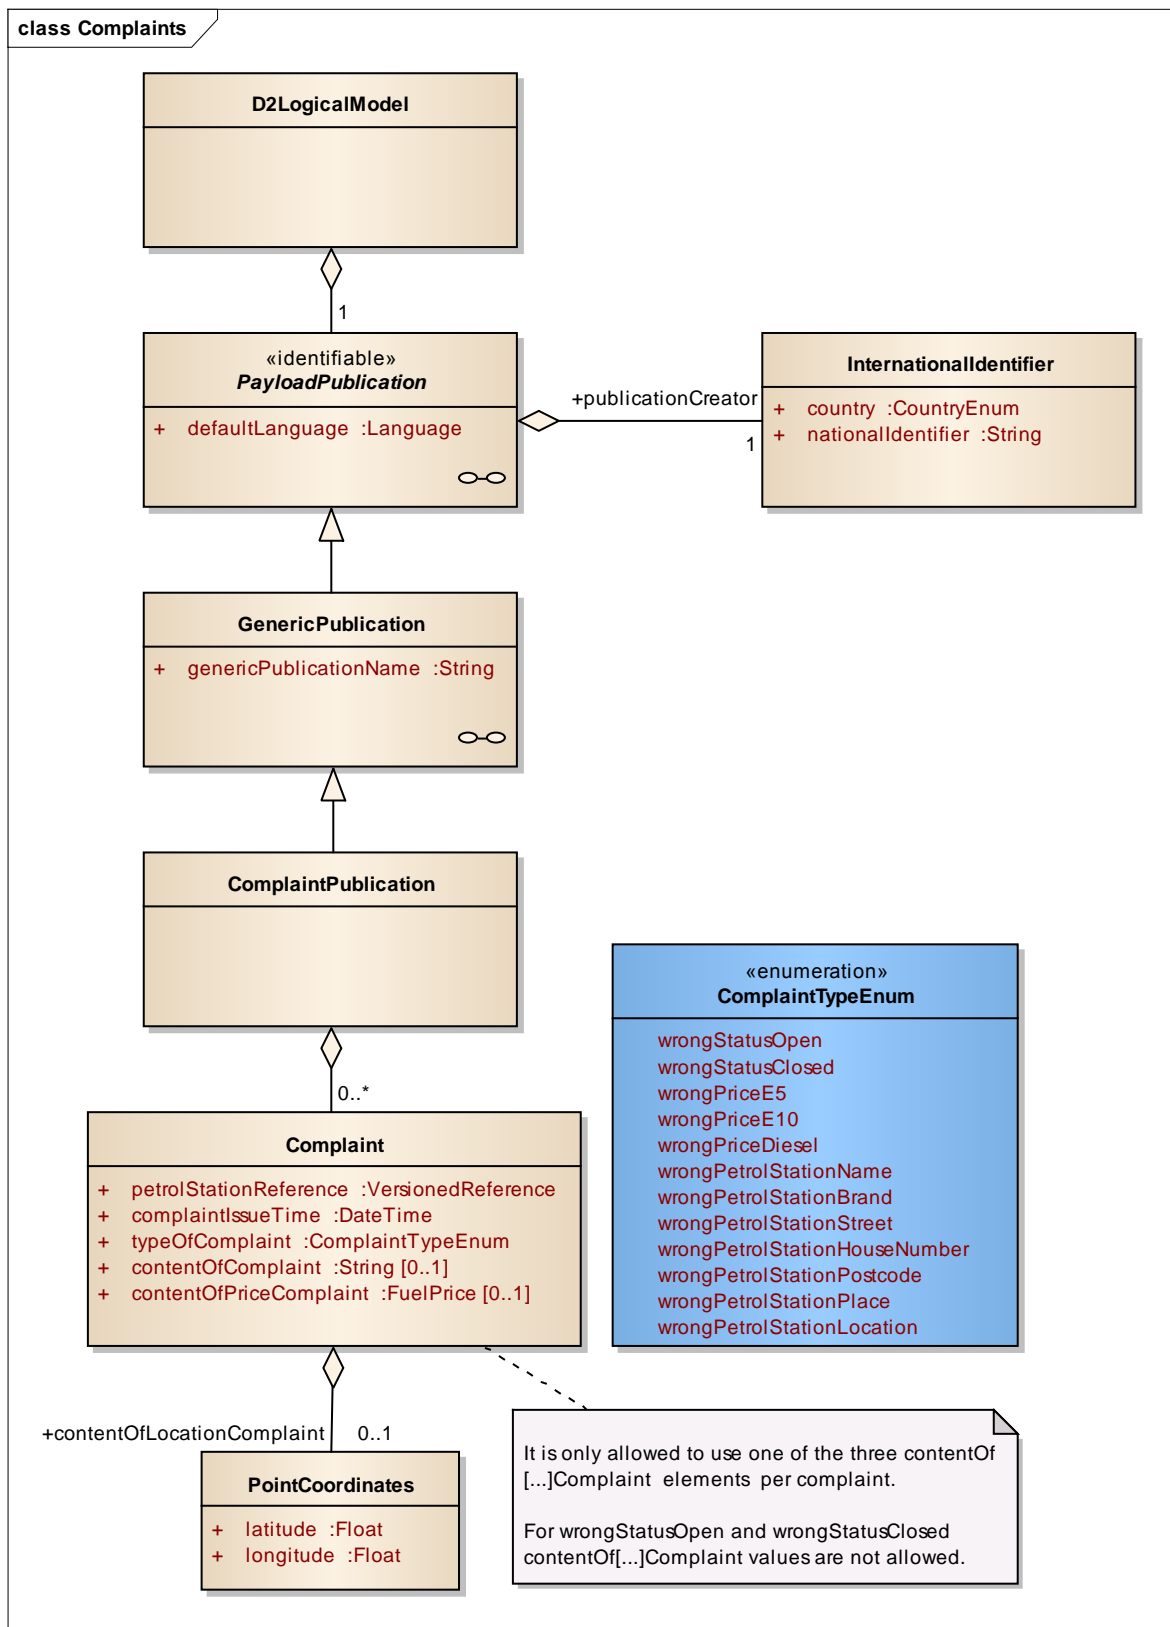 class Complaints
D2LogicalModel
1
«identifiable»
PayloadPublication
+ defaultLanguage :Language
+publicationCreator
1
InternationalIdentifier
+ country :CountryEnum
+ nationalIdentifier :String
GenericPublication
+ genericPublicationName :String
ComplaintPublication
0..*
«enumeration»
ComplaintTypeEnum
wrongStatusOpen
wrongStatusClosed
wrongPriceE5
wrongPriceE10
wrongPriceDiesel
wrongPetrolStationName
wrongPetrolStationBrand
wrongPetrolStationStreet
wrongPetrolStationHouseNumber
wrongPetrolStationPostcode
wrongPetrolStationPlace
wrongPetrolStationLocation
Complaint
+ petrolStationReference :VersionedReference
+ complaintIssueTime :DateTime
+ typeOfComplaint :ComplaintTypeEnum
+ contentOfComplaint :String [0..1]
+ contentOfPriceComplaint :FuelPrice [0..1]
+contentOfLocationComplaint
0..1
PointCoordinates
+ latitude :Float
+ longitude :Float
It is only allowed to use one of the three contentOf
[...]Complaint elements per complaint.
For wrongStatusOpen and wrongStatusClosed
contentOf[...]Complaint values are not allowed.